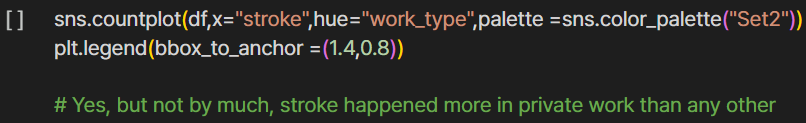 [ ] sns.countplot(df,x="stroke",hue="work_type",palette =sns.color_palette("Set2"))
plt.legend(bbox_to_anchor =(1.4,0.8))
# Yes, but not by much, stroke happened more in private work than any other